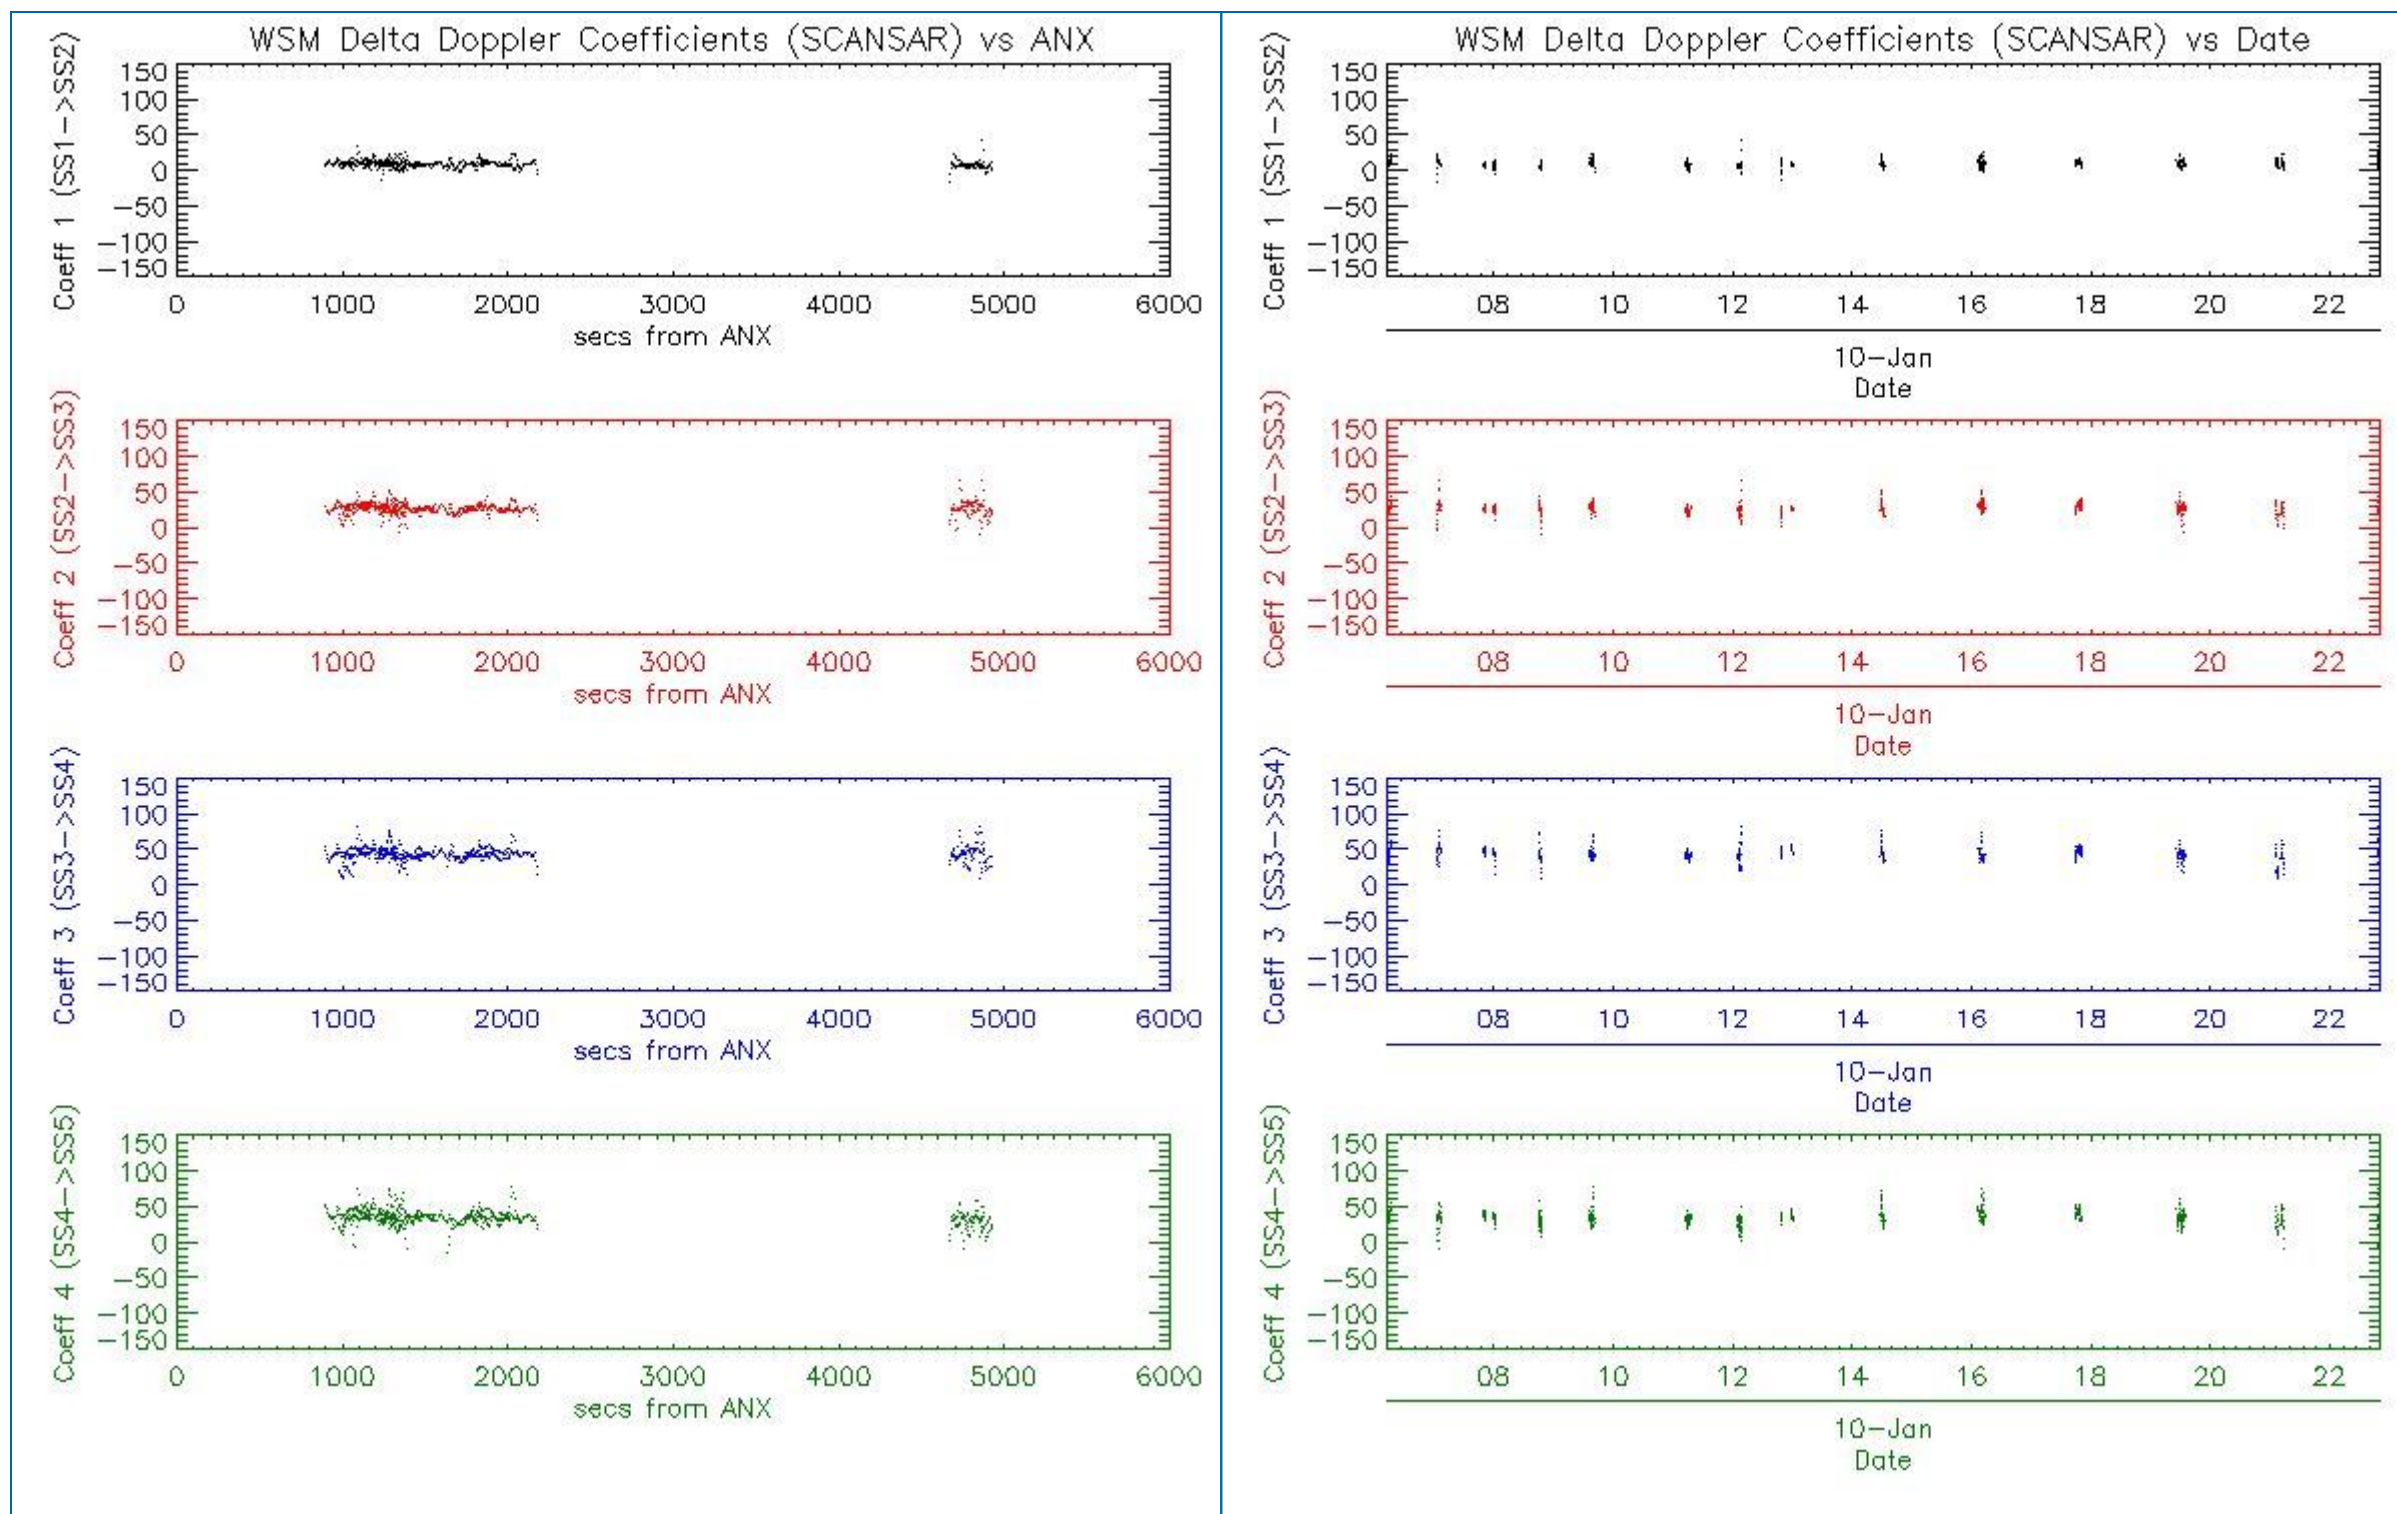 WSM Delta Doppler Coefficients (SCANSAR) vs ANX
Coeff 1 (SS1->SS2)
150
100
50
0
-50
-100
-150
0 1000 2000 3000 4000 5000 6000
secs from ANX
Coeff 2 (SS2->SS3)
150
100
50
0
-50
-100
-150
0 1000 2000 3000 4000 5000 6000
secs from ANX
Coeff 3 (SS3->SS4)
150
100
50
0
-50
-100
-150
0 1000 2000 3000 4000 5000 6000
secs from ANX
Coeff 4 (SS4->SS5)
150
100
50
0
-50
-100
-150
0 1000 2000 3000 4000 5000 6000
secs from ANX
WSM Delta Doppler Coefficients (SCANSAR) vs Date
Coeff 1 (SS1->SS2)
150
100
50
0
-50
-100
-150
08 10 12 14 16 18 20 22
10-Jan
Date
Coeff 2 (SS2->SS3)
150
100
50
0
-50
-100
-150
08 10 12 14 16 18 20 22
10-Jan
Date
Coeff 3 (SS3->SS4)
150
100
50
0
-50
-100
-150
08 10 12 14 16 18 20 22
10-Jan
Date
Coeff 4 (SS4->SS5)
150
100
50
0
-50
-100
-150
08 10 12 14 16 18 20 22
10-Jan
Date